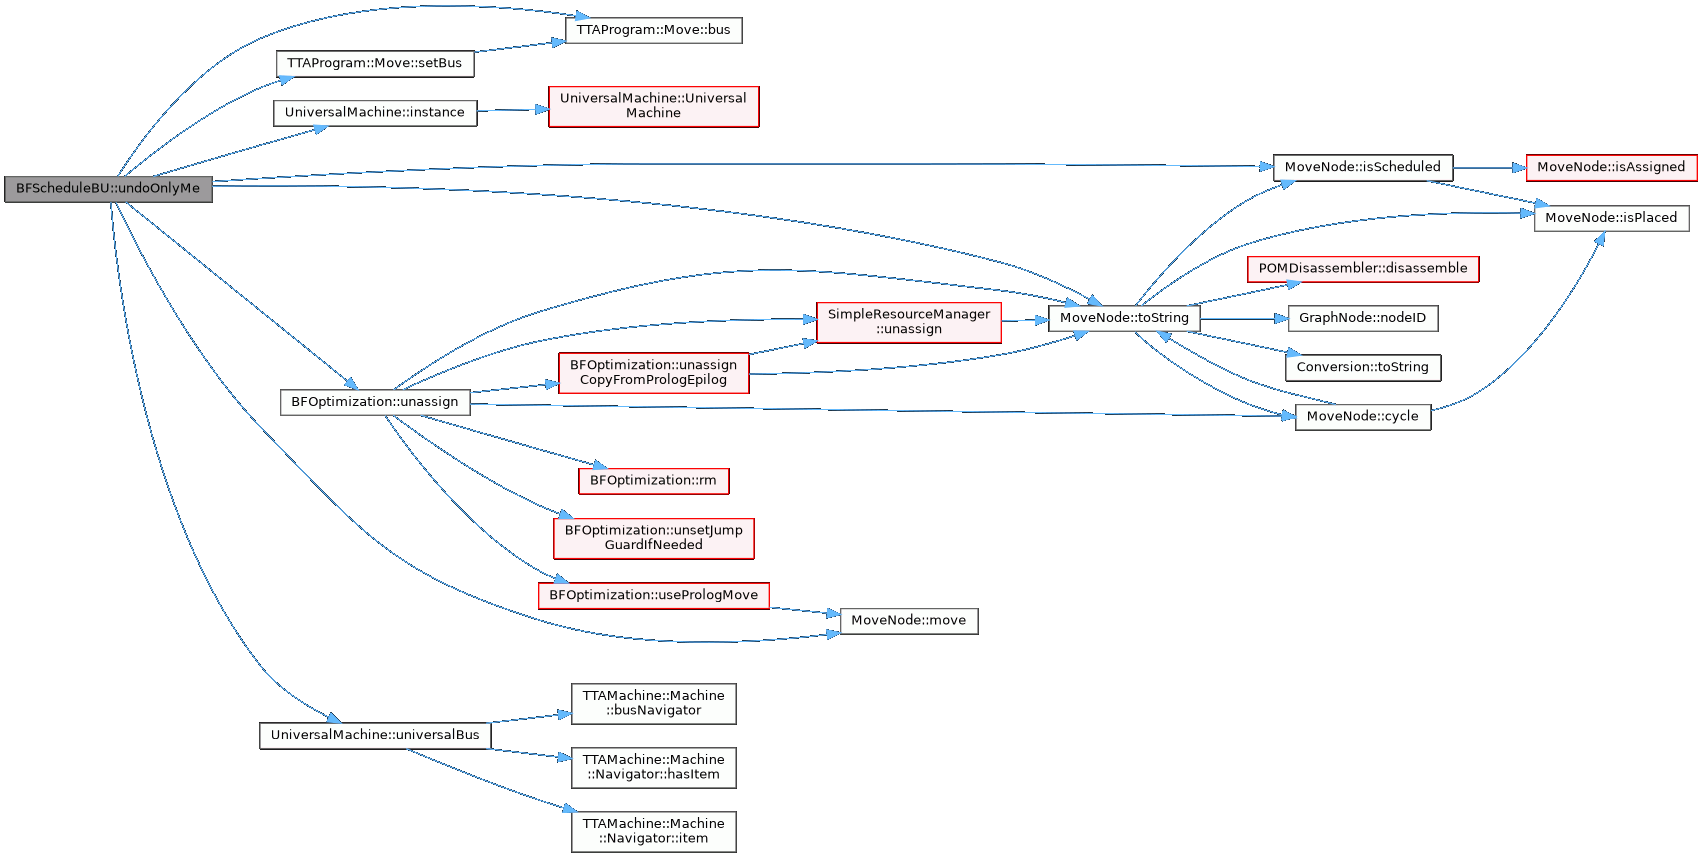 TTAProgram::Move::bus
TTAProgram::Move::setBus
UniversalMachine::Universal
Machine
UniversalMachine::instance
MoveNode::isScheduled
MoveNode::isAssigned
BFScheduleBU::undoOnlyMe
MoveNode::isPlaced
POMDisassembler::disassemble
SimpleResourceManager
::unassign
MoveNode::toString
GraphNode::nodeID
BFOptimization::unassign
CopyFromPrologEpilog
Conversion::toString
BFOptimization::unassign
MoveNode::cycle
BFOptimization::rm
BFOptimization::unsetJump
GuardIfNeeded
BFOptimization::usePrologMove
MoveNode::move
TTAMachine::Machine
::busNavigator
UniversalMachine::universalBus
TTAMachine::Machine
::Navigator::hasItem
TTAMachine::Machine
::Navigator::item